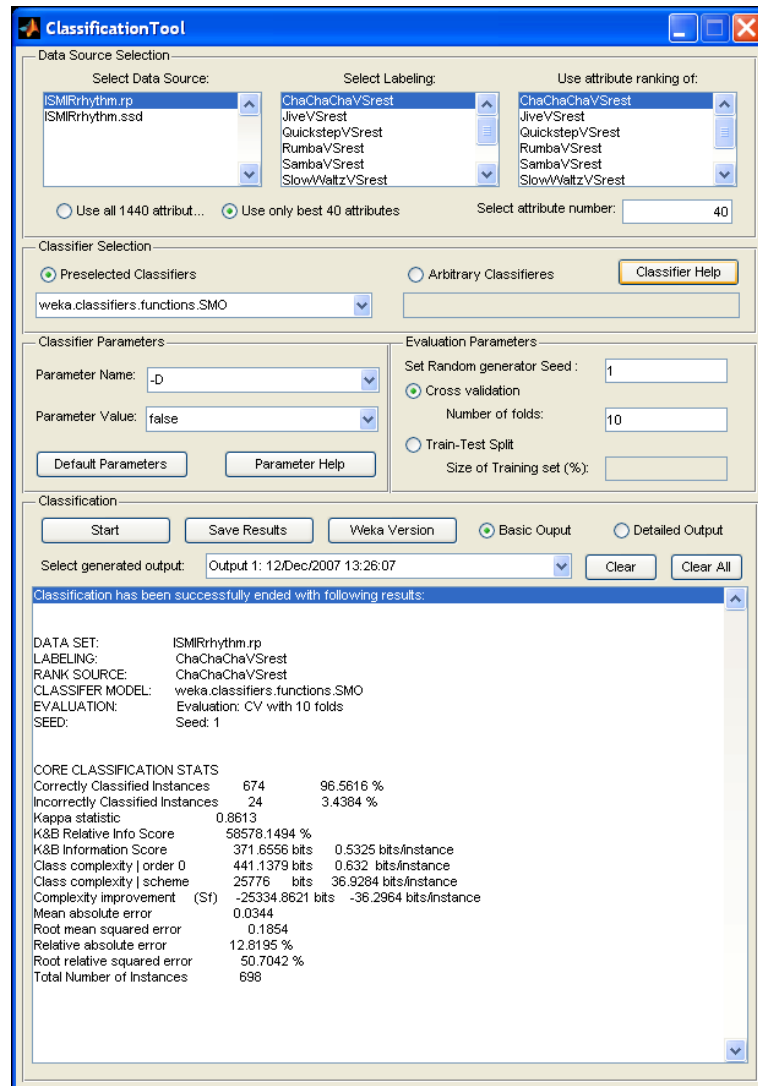 ClassificationTool
Data Source Selection
Select Data Source:
Select Labeling:
Use attribute ranking of:
ISMIRrhythm.rp
ISMIRrhythm.ssd
ChaChaChaVSrest
JiveVSrest
QuickstepVSrest
RumbaVSrest
SambaVSrest
SlowWaltzVSrest
ChaChaChaVSrest
JiveVSrest
QuickstepVSrest
RumbaVSrest
SambaVSrest
SlowWaltzVSrest
Use all 1440 attribut...
Use only best 40 attributes
Select attribute number:
40
Classifier Selection
Preselected Classifiers
Arbitrary Classifieres
Classifier Help
weka.classifiers.functions.SMO
Classifier Parameters
Parameter Name:
-D
Parameter Value:
false
Default Parameters
Parameter Help
Evaluation Parameters
Set Random generator Seed :
1
Cross validation
Number of folds:
10
Train-Test Split
Size of Training set (%):
Classification
Start
Save Results
Weka Version
Basic Ouput
Detailed Output
Select generated output:
Output 1: 12/Dec/2007 13:26:07
Clear
Clear All
Classification has been successfully ended with following results:
DATA SET: ISMIRrhythm.rp
LABELING: ChaChaChaVSrest
RANK SOURCE: ChaChaChaVSrest
CLASSIFER MODEL: weka.classifiers.functions.SMO
EVALUATION: Evaluation: CV with 10 folds
SEED: Seed: 1
CORE CLASSIFICATION STATS
Correctly Classified Instances 674 96.5616 %
Incorrectly Classified Instances 24 3.4384 %
Kappa statistic 0.8613
K&B Relative Info Score 58578.1494 %
K&B Information Score 371.6556 bits 0.5325 bits/instance
Class complexity | order 0 441.1379 bits 0.632 bits/instance
Class complexity | scheme 25776 bits 36.9284 bits/instance
Complexity improvement (Sf) -25334.8621 bits -36.2964 bits/instance
Mean absolute error 0.0344
Root mean squared error 0.1854
Relative absolute error 12.8195 %
Root relative squared error 50.7042 %
Total Number of Instances 698